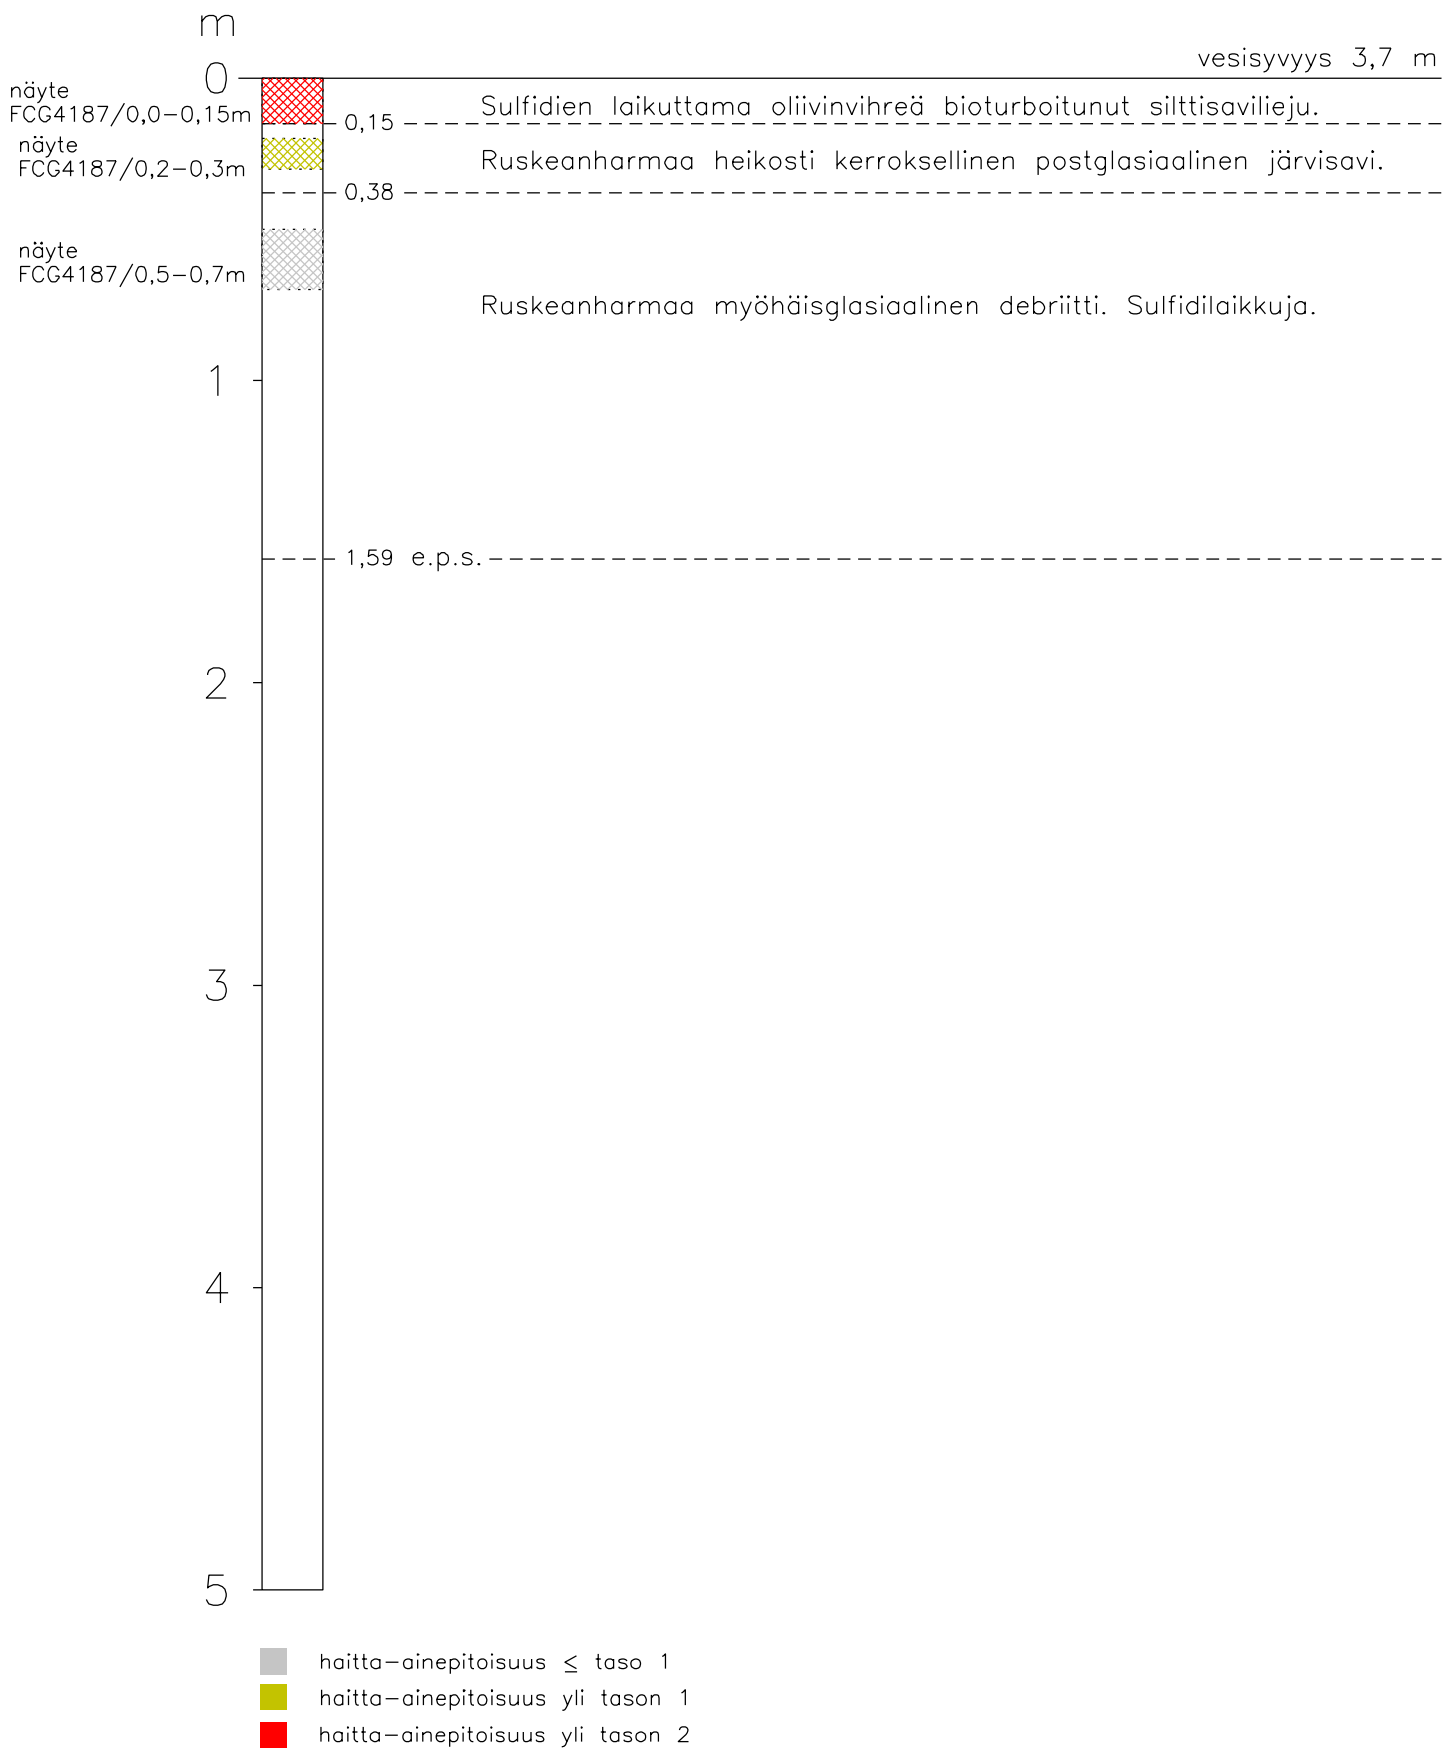 m
vesisyvyys 3,7 m
0
näyte
FCG4187/0,0-0,15m
Sulfidien laikuttama oliivinvihreä bioturboitunut silttisavilieju.
0,15
näyte
FCG4187/0,2-0,3m
Ruskeanharmaa heikosti kerroksellinen postglasiaalinen järvisavi.
0,38
näyte
FCG4187/0,5-0,7m
Ruskeanharmaa myöhäisglasiaalinen debriitti. Sulfidilaikkuja.
1
1,59 e.p.s.
2
3
4
5
haitta-ainepitoisuus ≤ taso 1
haitta-ainepitoisuus yli tason 1
haitta-ainepitoisuus yli tason 2